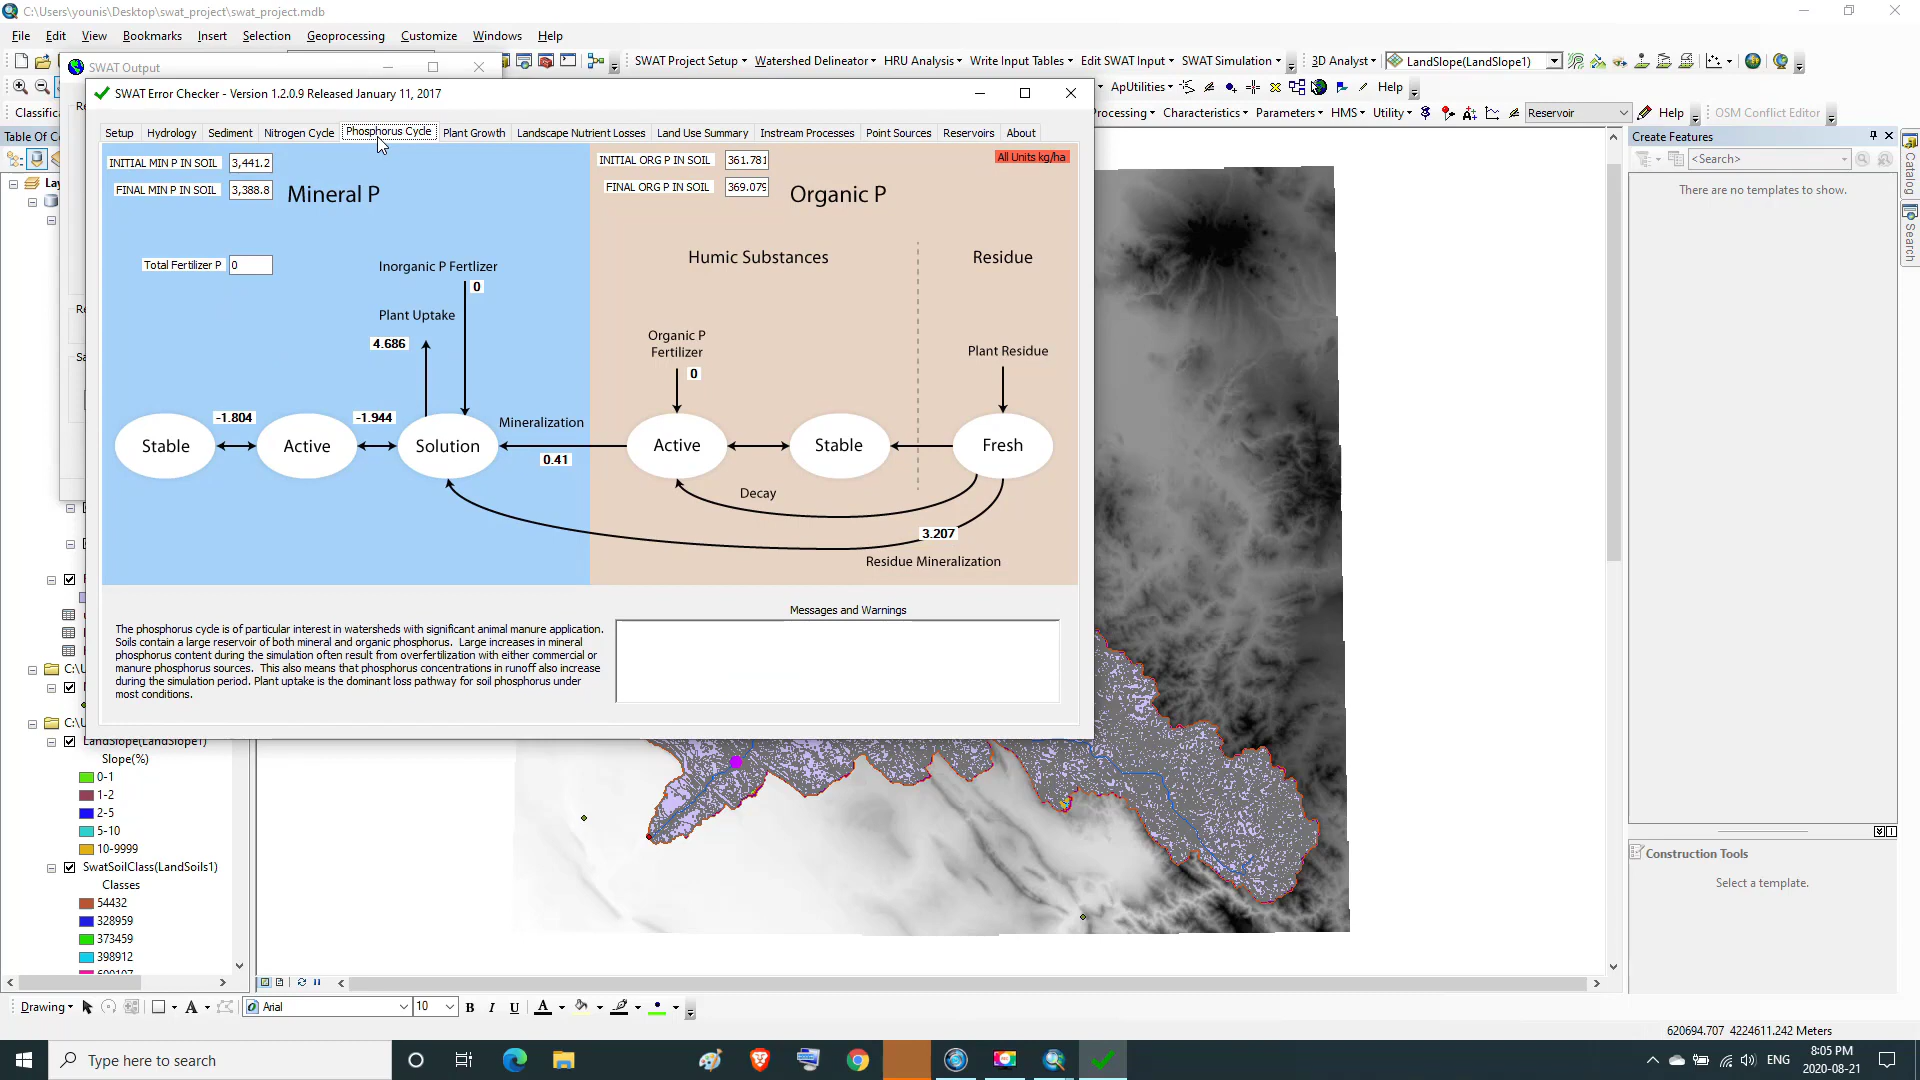 C:\Users\younis\Desktop\swat_project\swat_project.mdb
File Edit View Bookmarks Insert Selection Geoprocessing Customize Windows Help
SWAT Project Setup Watershed Delineator HRU Analysis Write Input Tables Edit SWAT Input SWAT Simulation 3D Analyst LandSlope(LandSlope1)
SWAT Output
ApUtilities Help
SWAT Error Checker - Version 1.2.0.9 Released January 11, 2017
Classifica
Characteristics Parameters HMS Utility Reservoir Help OSM Conflict Editor
Table Of Co
Setup Hydrology Sediment Nitrogen Cycle Phosphorus Cycle Plant Growth Landscape Nutrient Losses Land Use Summary Instream Processes Point Sources Reservoirs About
Create Features
<Search>
There are no templates to show.
Catalog
Search
INITIAL MIN P IN SOIL 3,441.2
FINAL MIN P IN SOIL 3,388.8
Mineral P
INITIAL ORG P IN SOIL 361.781
FINAL ORG P IN SOIL 369.079
Organic P
All Units kg/ha
Total Fertilizer P 0
Inorganic P Fertlizer
0
Plant Uptake
4.686
Humic Substances
Residue
Organic P
Fertilizer
0
Plant Residue
-1.804
-1.944
Mineralization
0.41
Stable Active Solution Active Stable Fresh
Decay
3.207
Residue Mineralization
Messages and Warnings
The phosphorus cycle is of particular interest in watersheds with significant animal manure application.
Soils contain a large reservoir of both mineral and organic phosphorus. Large increases in mineral
phosphorus content during the simulation often result from overfertilization with either commercial or
manure phosphorus sources. This also means that phosphorus concentrations in runoff also increase
during the simulation period. Plant uptake is the dominant loss pathway for soil phosphorus under
most conditions.
LandSlope(LandSlope1)
Slope(%)
0-1
1-2
2-5
5-10
10-9999
SwatSoilClass(LandSoils1)
Classes
54432
328959
373459
398912
Construction Tools
Select a template.
Drawing Arial 10 B I U A
620694.707 4224611.242 Meters
Type here to search
ENG
8:05 PM
2020-08-21